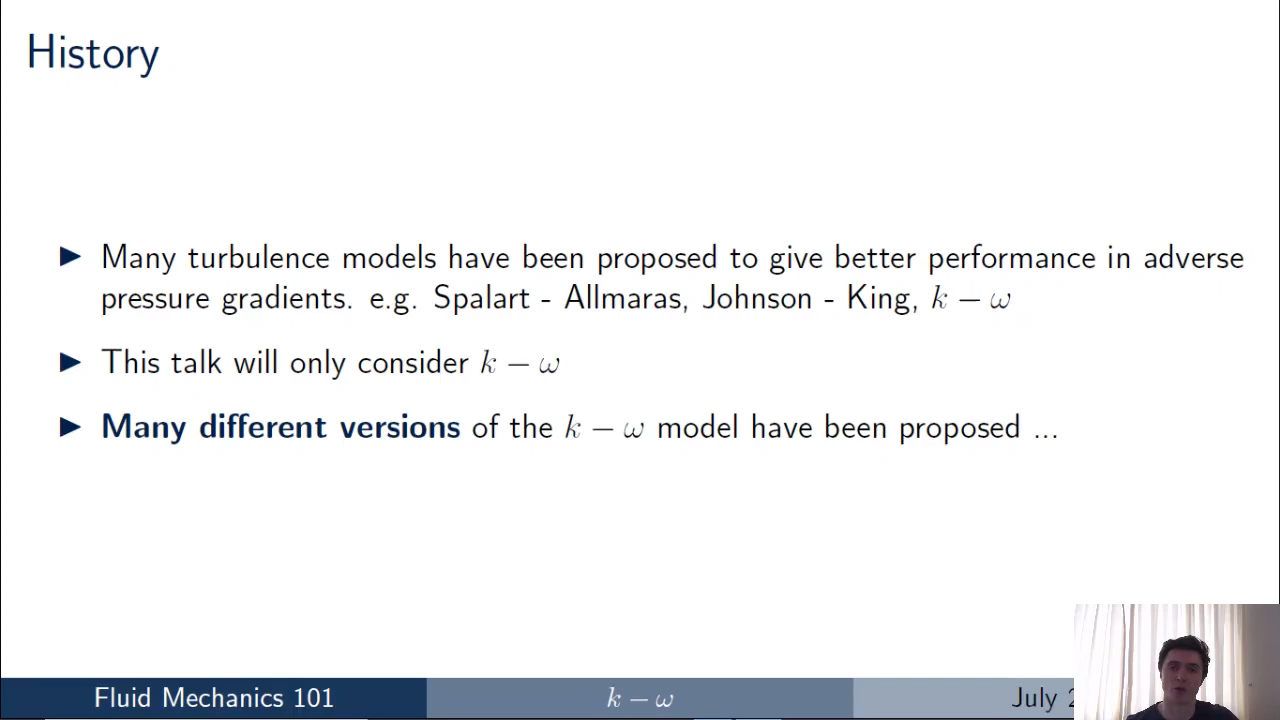 History
Many turbulence models have been proposed to give better performance in adverse
pressure gradients. e.g. Spalart - Allmaras, Johnson - King, k − ω
This talk will only consider k − ω
Many different versions of the k − ω model have been proposed ...
Fluid Mechanics 101
k − ω
July